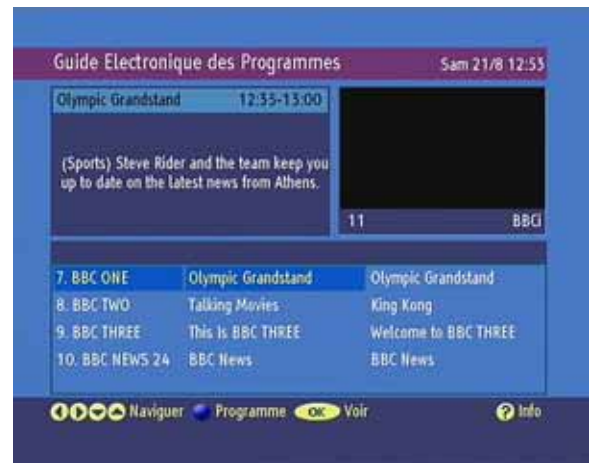 Guide Electronique des Programmes Sam 21/8 12:53
Olympic Grandstand 12:35-13:00
(Sports) Steve Rider and the team keep you
up to date on the latest news from Athens.
11 BBCi
7. BBC ONE Olympic Grandstand Olympic Grandstand
8. BBC TWO Talking Movies King Kong
9. BBC THREE This Is BBC THREE Welcome to BBC THREE
10. BBC NEWS 24 BBC News BBC News
Naviguer Programme OK Voir ? Info